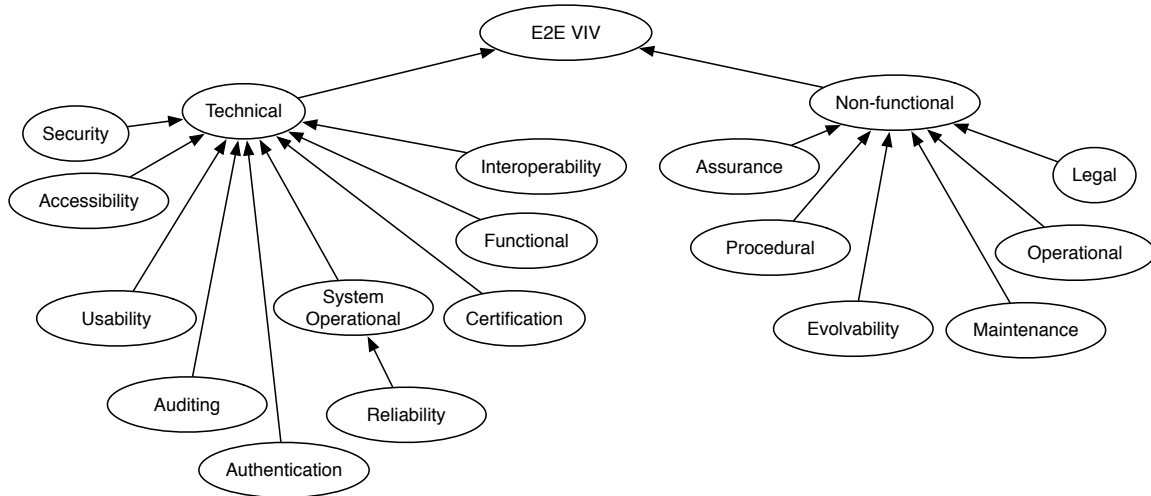 E2E VIV
Technical
Non-functional
Security
Interoperability
Assurance
Legal
Accessibility
Functional
Procedural
Operational
Usability
System
Operational
Certification
Evolvability
Maintenance
Auditing
Reliability
Authentication